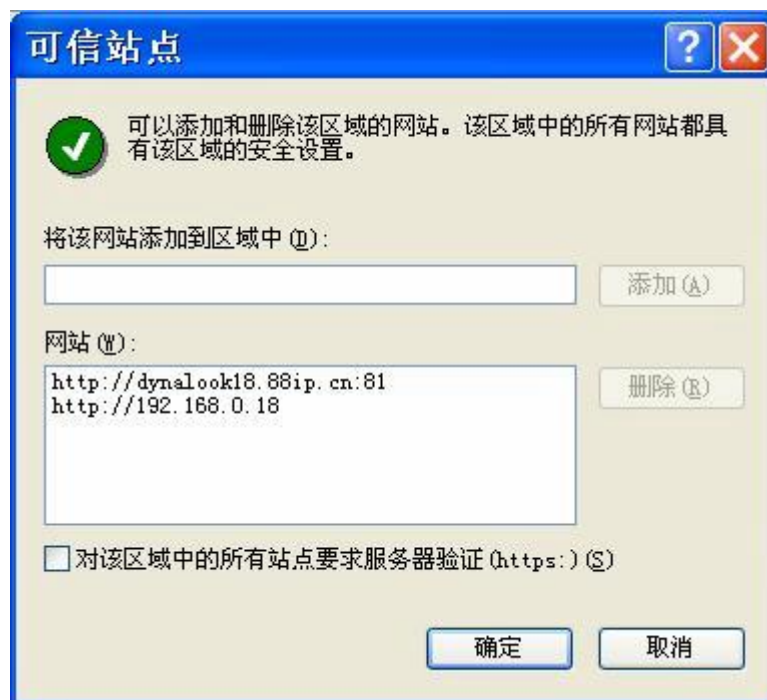 可信站点
可以添加和删除该区域的网站。该区域中的所有网站都具
有该区域的安全设置。
将该网站添加到区域中(D):
添加(A)
网站(W):
http://dynalook18.88ip.cn:81
http://192.168.0.18
删除(R)
对该区域中的所有站点要求服务器验证(https:)(S)
确定
取消